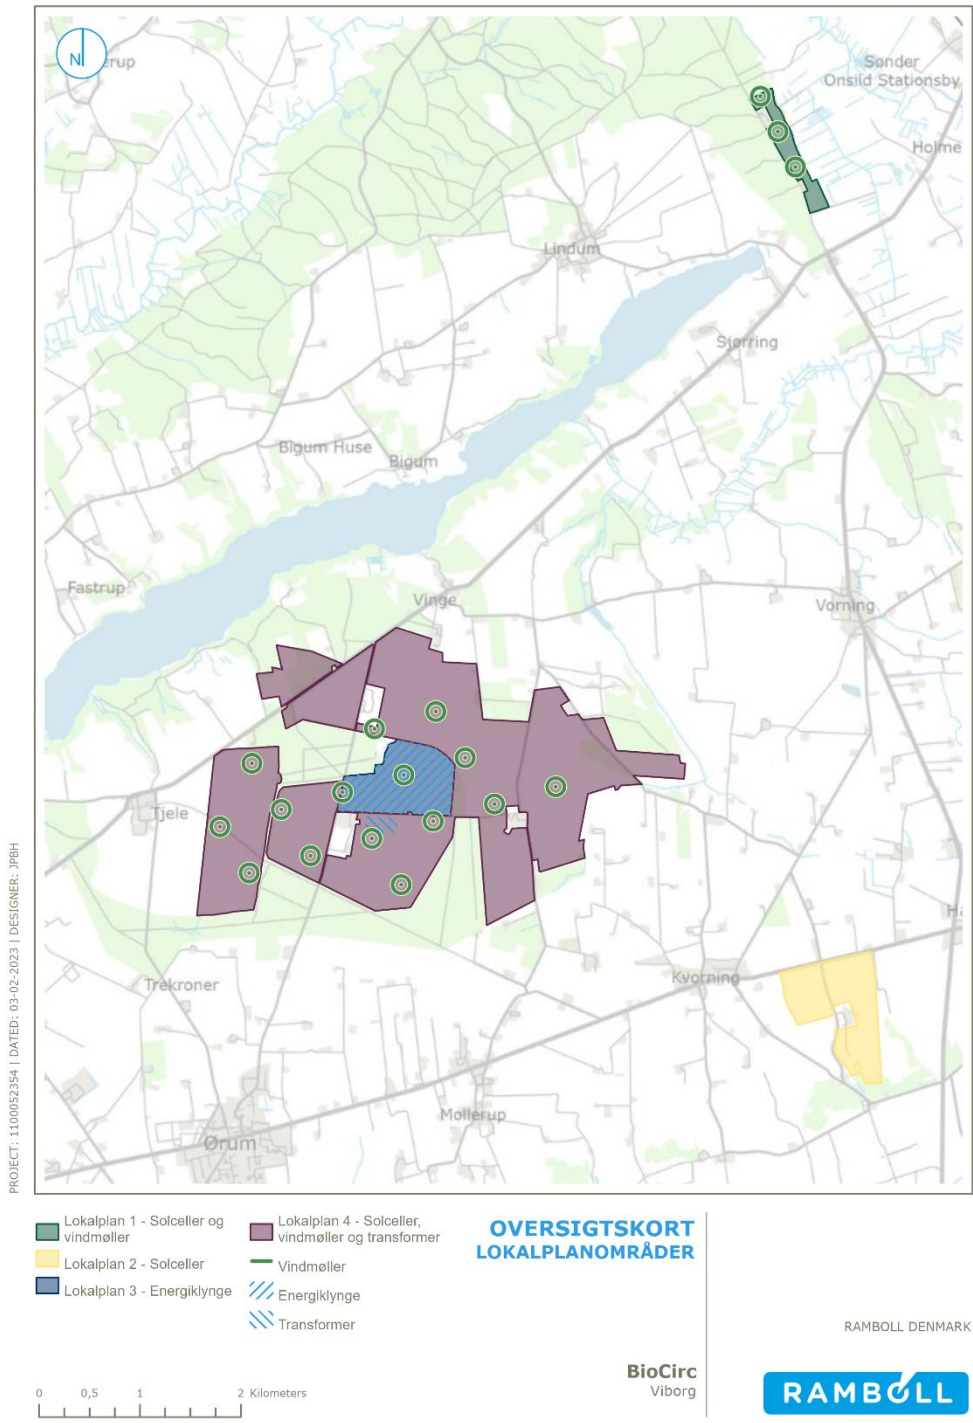 N
erup
Sønder
Onsild Stationsby
Holme
Lindum
Sjørring
Bigum Huse
Bigum
Fastrup
Vinge
Vorning
Tjele
Trekroner
Kvorning
Ha
Mollerup
Ørum
PROJECT: 1100052354 | DATED: 03-02-2023 | DESIGNER: JPBH
Lokalplan 1 - Solceller og
vindmøller
Lokalplan 2 - Solceller
Lokalplan 3 - Energiklynge
Lokalplan 4 - Solceller,
vindmøller og transformer
Vindmøller
Energiklynge
Transformer
OVERSIGTSKORT
LOKALPLANOMRÅDER
RAMBOLL DENMARK
BioCirc
Viborg
0 0,5 1 2 Kilometers
RAMBOLL